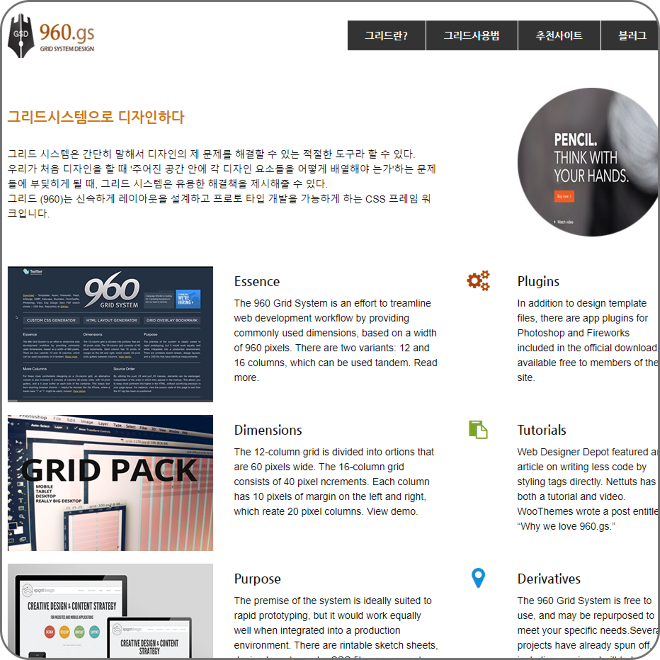 GSD
960.gs
GRID SYSTEM DESIGN
그리드란?
그리드사용법
추천사이트
블러그
그리드시스템으로 디자인하다
그리드 시스템은 간단히 말해서 디자인의 제 문제를 해결할 수 있는 적절한 도구라 할 수 있다.
우리가 처음 디자인을 할 때 '주어진 공간 안에 각 디자인 요소들을 어떻게 배열해야 는가'하는 문제
들에 부딪히게 될 때, 그리드 시스템은 유용한 해결책을 제시해줄 수 있다.
그리드 (960)는 신속하게 레이아웃을 설계하고 프로토 타입 개발을 가능하게 하는 CSS 프레임 워
크입니다.
PENCIL.
THINK WITH
YOUR HANDS.
960
GRID SYSTEM
CUSTOM CSS GENERATOR
HTML LAYOUT GENERATOR
GRID OVERLAY BOOKMARK
Essence
Dimensions
Purpose
More Columns
Source Order
Essence
The 960 Grid System is an effort to treamline
web development workflow by providing
commonly used dimensions, based on a width
of 960 pixels. There are two variants: 12 and
16 columns, which can be used tandem. Read
more.
Plugins
In addition to design template
files, there are app plugins for
Photoshop and Fireworks
included in the official download
available free to members of the
site.
GRID PACK
MOBILE
TABLET
DESKTOP
REALLY BIG DESKTOP
Dimensions
The 12-column grid is divided into ortions that
are 60 pixels wide. The 16-column grid
consists of 40 pixel ncrements. Each column
has 10 pixels of margin on the left and right,
which reate 20 pixel columns. View demo.
Tutorials
Web Designer Depot featured a
article on writing less code by
styling tags directly. Nettuts has
both a tutorial and video.
WooThemes wrote a post entitle
“Why we love 960.gs.”
CREATIVE DESIGN & CONTENT STRATEGY
CREATIVE DESIGN &
CONTENT STRATEGY
Purpose
The premise of the system is ideally suited to
rapid prototyping, but it would work equally
well when integrated into a production
environment. There are rintable sketch sheets,
Derivatives
The 960 Grid System is free to
use, and may be repurposed to
meet your specific needs.Severa
projects have already spun off,